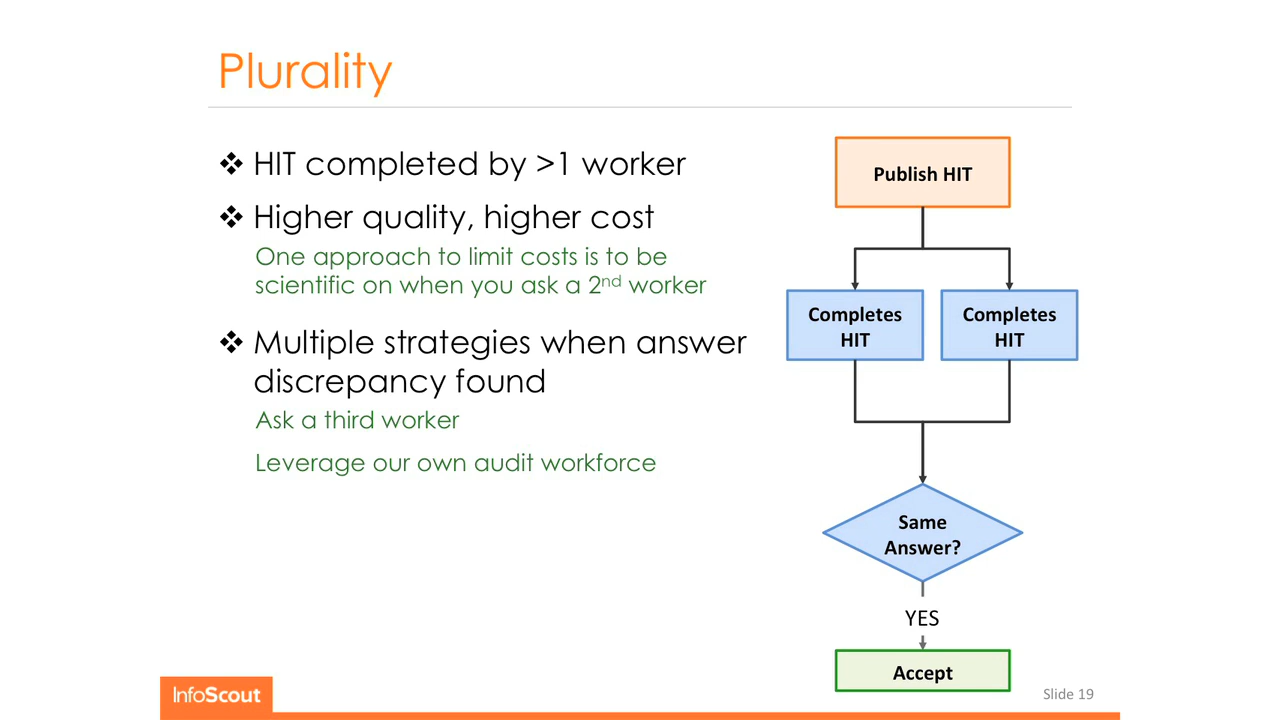 Plurality
❖ HIT completed by >1 worker
❖ Higher quality, higher cost
One approach to limit costs is to be
scientific on when you ask a 2nd worker
❖ Multiple strategies when answer
discrepancy found
Ask a third worker
Leverage our own audit workforce
Publish HIT
Completes
HIT
Completes
HIT
Same
Answer?
YES
Accept
InfoScout
Slide 19